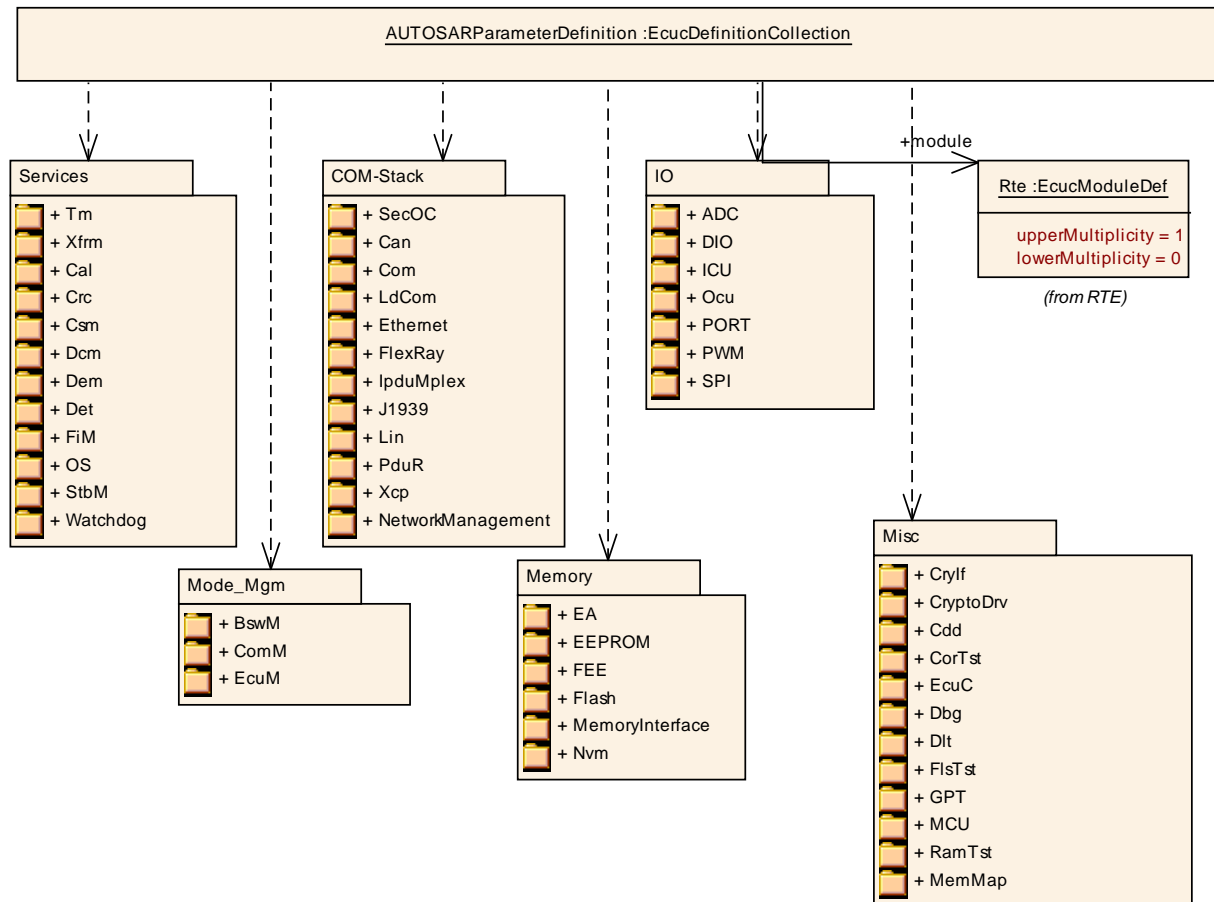 AUTOSARParameterDefinition :EcucDefinitionCollection
Services
+ Tm
+ Xfrm
+ Cal
+ Crc
+ Csm
+ Dcm
+ Dem
+ Det
+ FiM
+ OS
+ StbM
+ Watchdog
COM-Stack
+ SecOC
+ Can
+ Com
+ LdCom
+ Ethernet
+ FlexRay
+ IpduMplex
+ J1939
+ Lin
+ PduR
+ Xcp
+ NetworkManagement
IO
+ ADC
+ DIO
+ ICU
+ Ocu
+ PORT
+ PWM
+ SPI
+module
Rte :EcucModuleDef
upperMultiplicity = 1
lowerMultiplicity = 0
(from RTE)
Mode_Mgm
+ BswM
+ ComM
+ EcuM
Memory
+ EA
+ EEPROM
+ FEE
+ Flash
+ MemoryInterface
+ Nvm
Misc
+ CryIf
+ CryptoDrv
+ Cdd
+ CorTst
+ EcuC
+ Dbg
+ Dlt
+ FlsTst
+ GPT
+ MCU
+ RamTst
+ MemMap